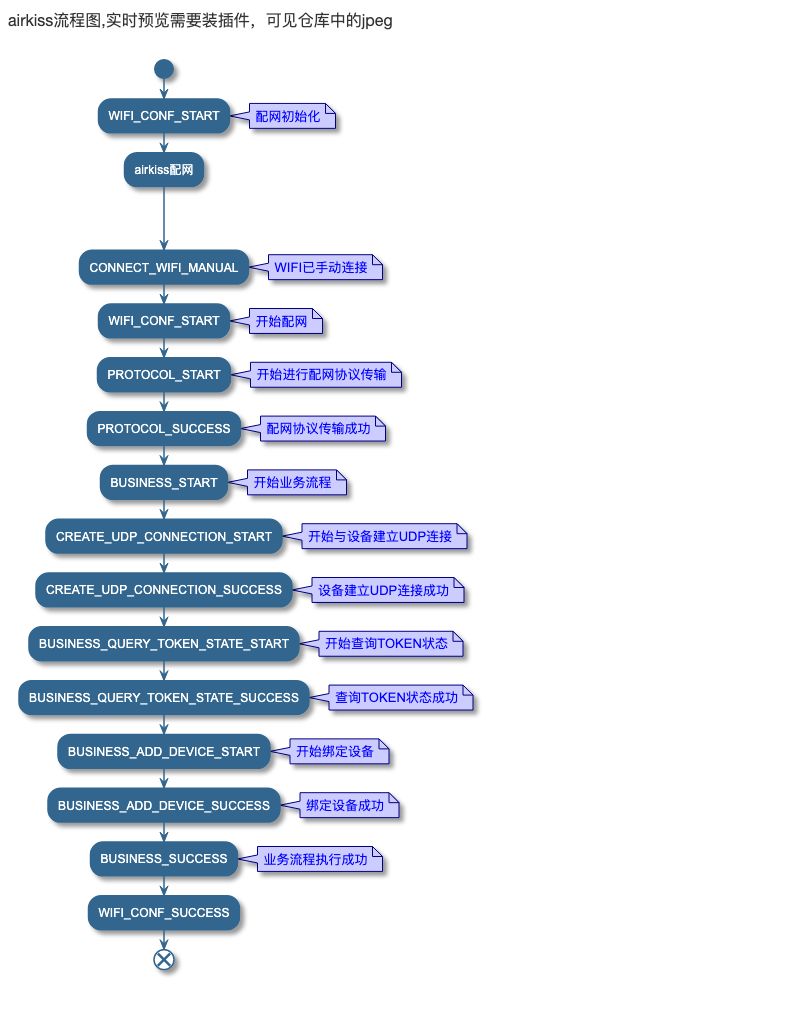 airkiss流程图,实时预览需要装插件，可见仓库中的jpeg
WIFI_CONF_START
配网初始化
airkiss配网
CONNECT_WIFI_MANUAL
WIFI已手动连接
WIFI_CONF_START
开始配网
PROTOCOL_START
开始进行配网协议传输
PROTOCOL_SUCCESS
配网协议传输成功
BUSINESS_START
开始业务流程
CREATE_UDP_CONNECTION_START
开始与设备建立UDP连接
CREATE_UDP_CONNECTION_SUCCESS
设备建立UDP连接成功
BUSINESS_QUERY_TOKEN_STATE_START
开始查询TOKEN状态
BUSINESS_QUERY_TOKEN_STATE_SUCCESS
查询TOKEN状态成功
BUSINESS_ADD_DEVICE_START
开始绑定设备
BUSINESS_ADD_DEVICE_SUCCESS
绑定设备成功
BUSINESS_SUCCESS
业务流程执行成功
WIFI_CONF_SUCCESS